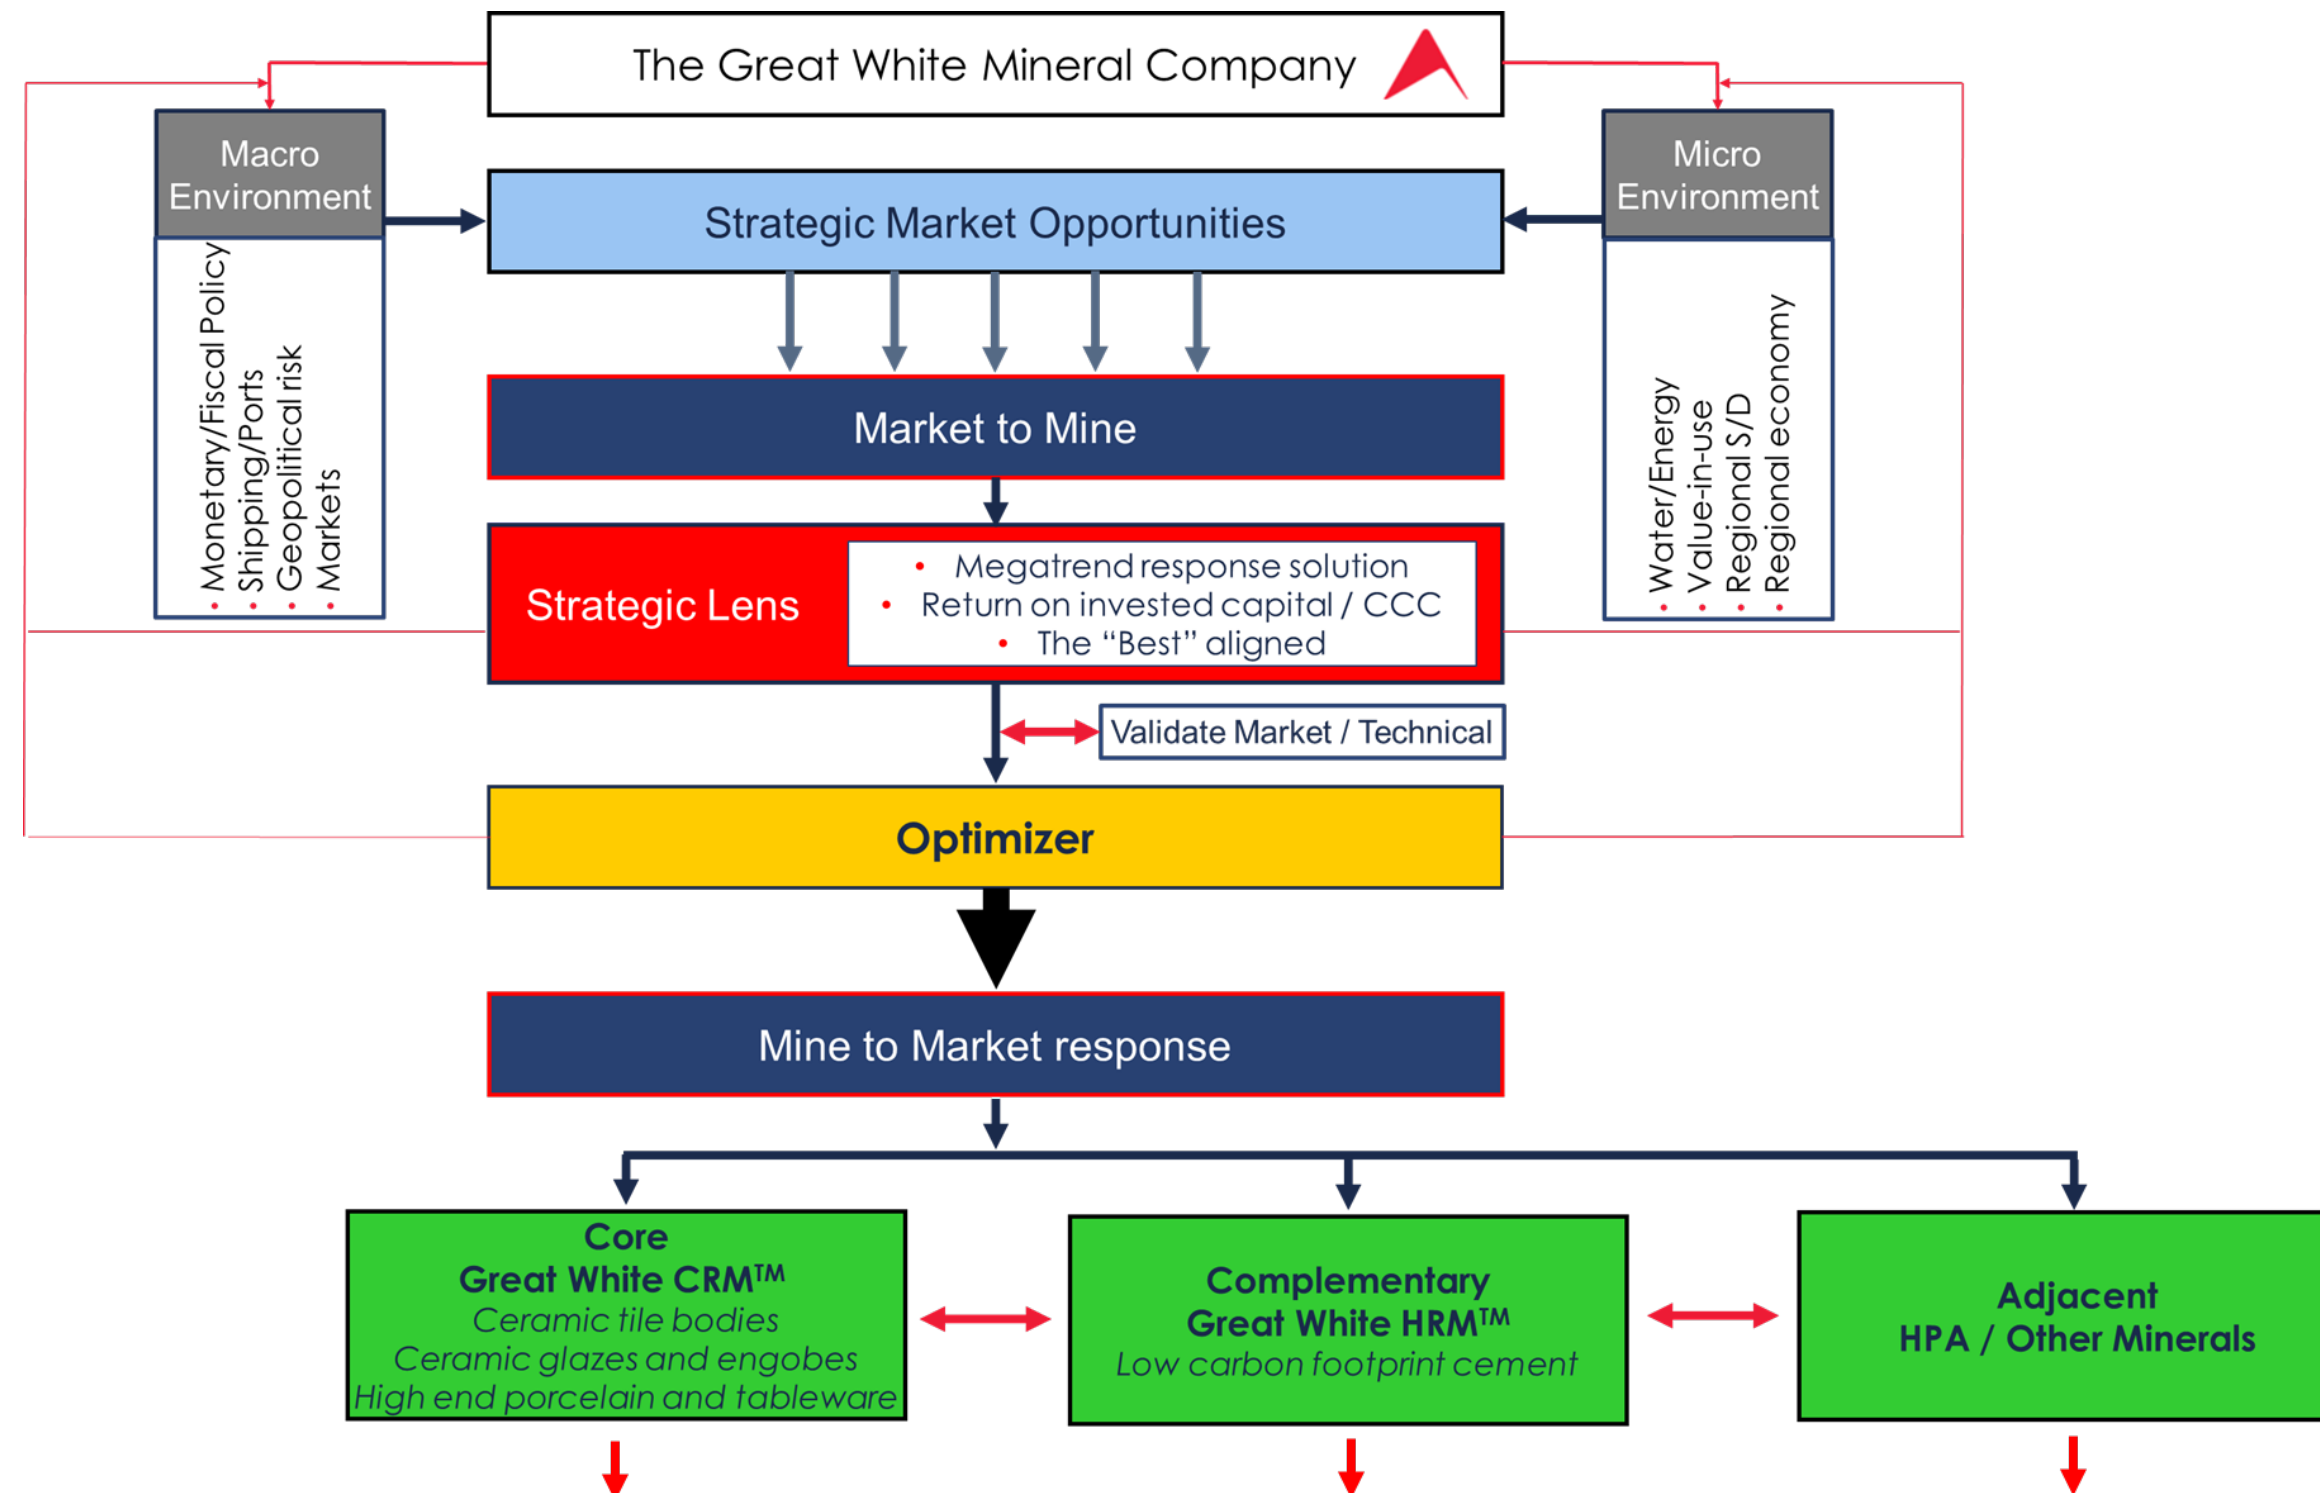 The Great White Mineral Company
Macro
Environment
• Monetary/Fiscal Policy
• Shipping/Ports
• Geopolitical risk
• Markets
Micro
Environment
• Water/Energy
• Value-in-use
• Regional S/D
• Regional economy
Strategic Market Opportunities
Market to Mine
Strategic Lens
• Megatrend response solution
• Return on invested capital / CCC
• The “Best” aligned
Validate Market / Technical
Optimizer
Mine to Market response
Core
Great White CRM™
Ceramic tile bodies
Ceramic glazes and engobes
High end porcelain and tableware
Complementary
Great White HRM™
Low carbon footprint cement
Adjacent
HPA / Other Minerals